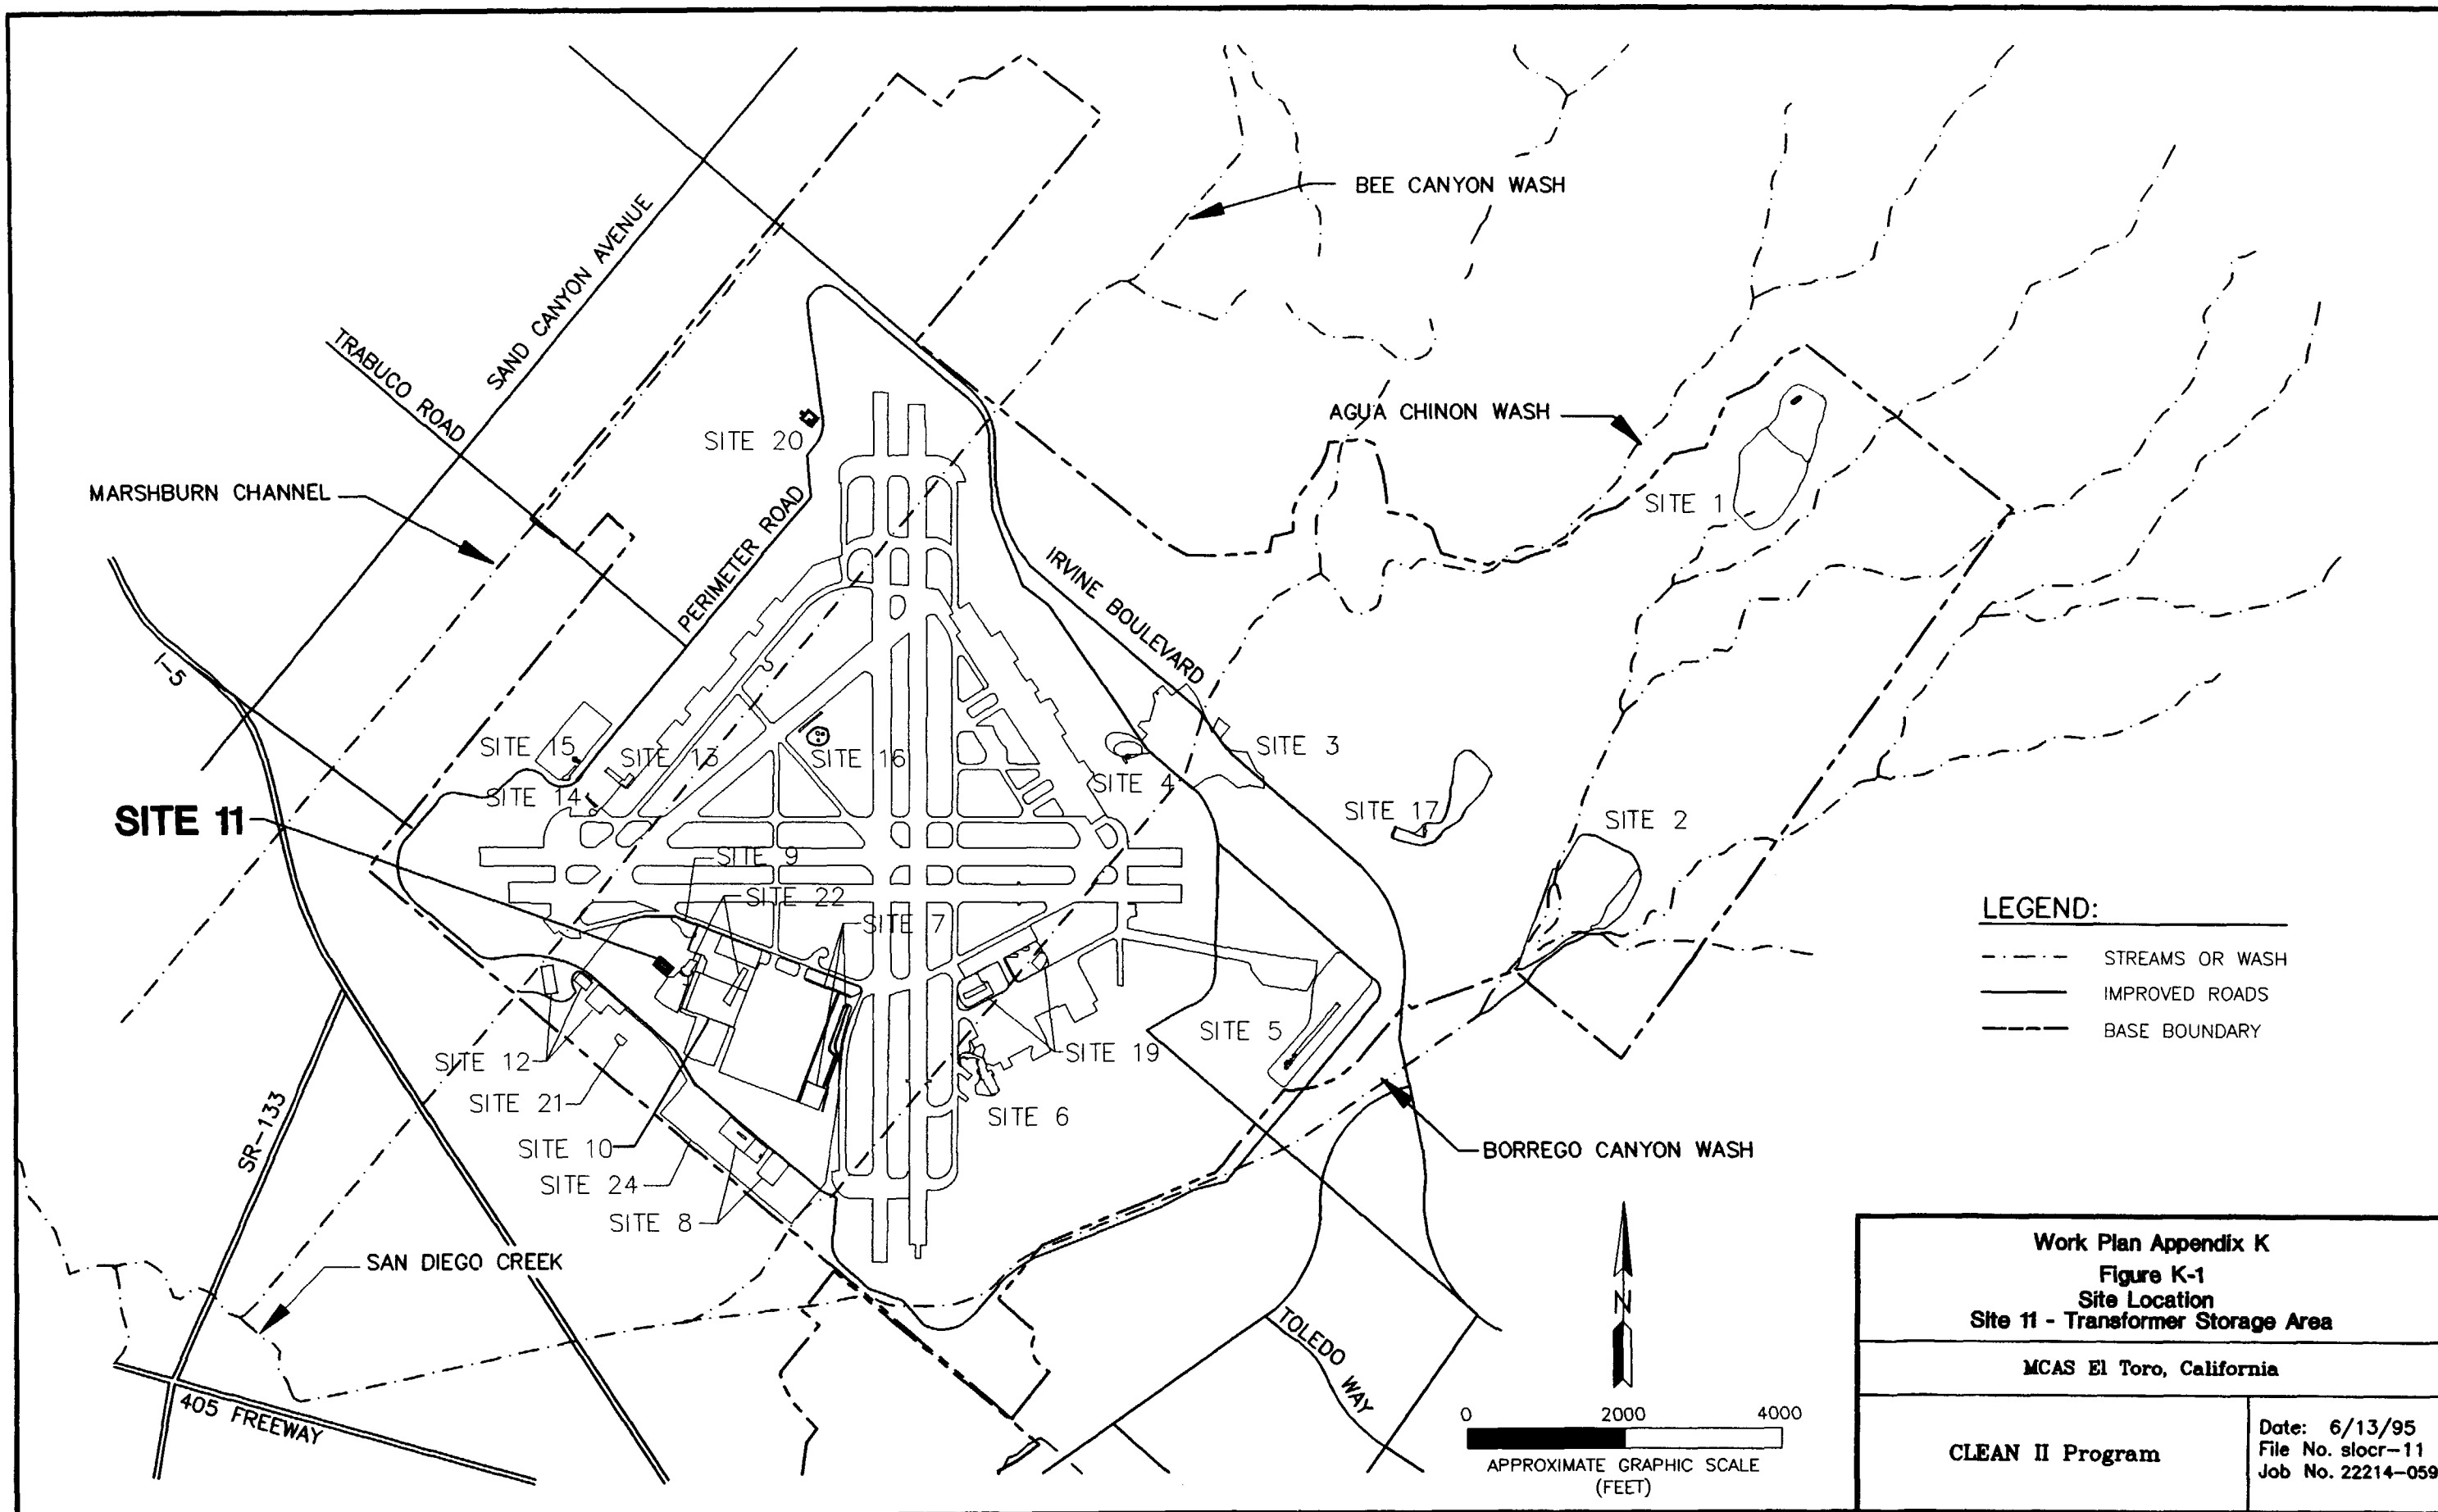 BEE CANYON WASH
SAND CANYON AVENUE
TRABUCO ROAD
AGUA CHINON WASH
SITE 20
MARSHBURN CHANNEL
SITE 1
PERIMETER ROAD
IRVINE BOULEVARD
I-5
SITE 15
SITE 13
SITE 16
SITE 3
SITE 4
SITE 14
SITE 11
SITE 17
SITE 2
SITE 9
SITE 22
SITE 7
LEGEND:
STREAMS OR WASH
IMPROVED ROADS
BASE BOUNDARY
SITE 5
SITE 12
SITE 19
SITE 21
SITE 6
SR-133
SITE 10
BORREGO CANYON WASH
SITE 24
SITE 8
SAN DIEGO CREEK
N
TOLEDO WAY
405 FREEWAY
0 2000 4000
APPROXIMATE GRAPHIC SCALE
(FEET)
Work Plan Appendix K
Figure K-1
Site Location
Site 11 - Transformer Storage Area
MCAS El Toro, California
CLEAN II Program
Date: 6/13/95
File No. slocr-11
Job No. 22214-059